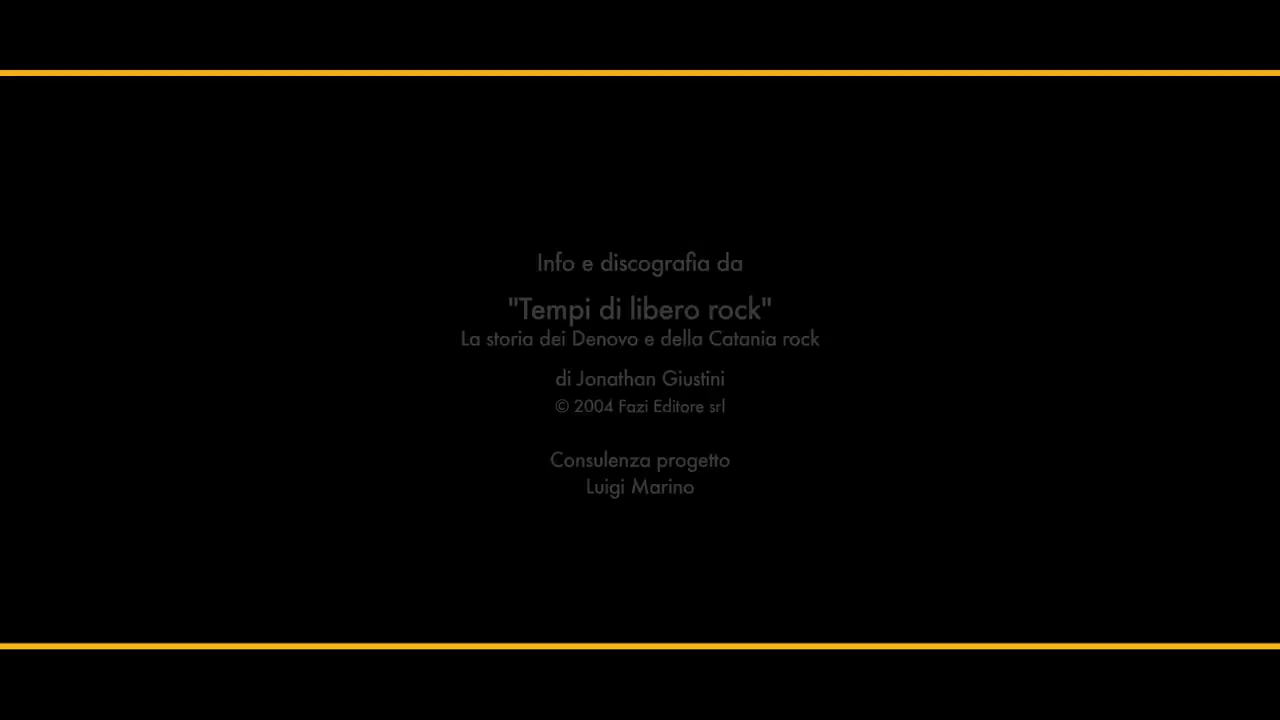 Info e discografia da
"Tempi di libero rock"
La storia dei Denovo e della Catania rock
di Jonathan Giustini
© 2004 Fazi Editore srl
Consulenza progetto
Luigi Marino